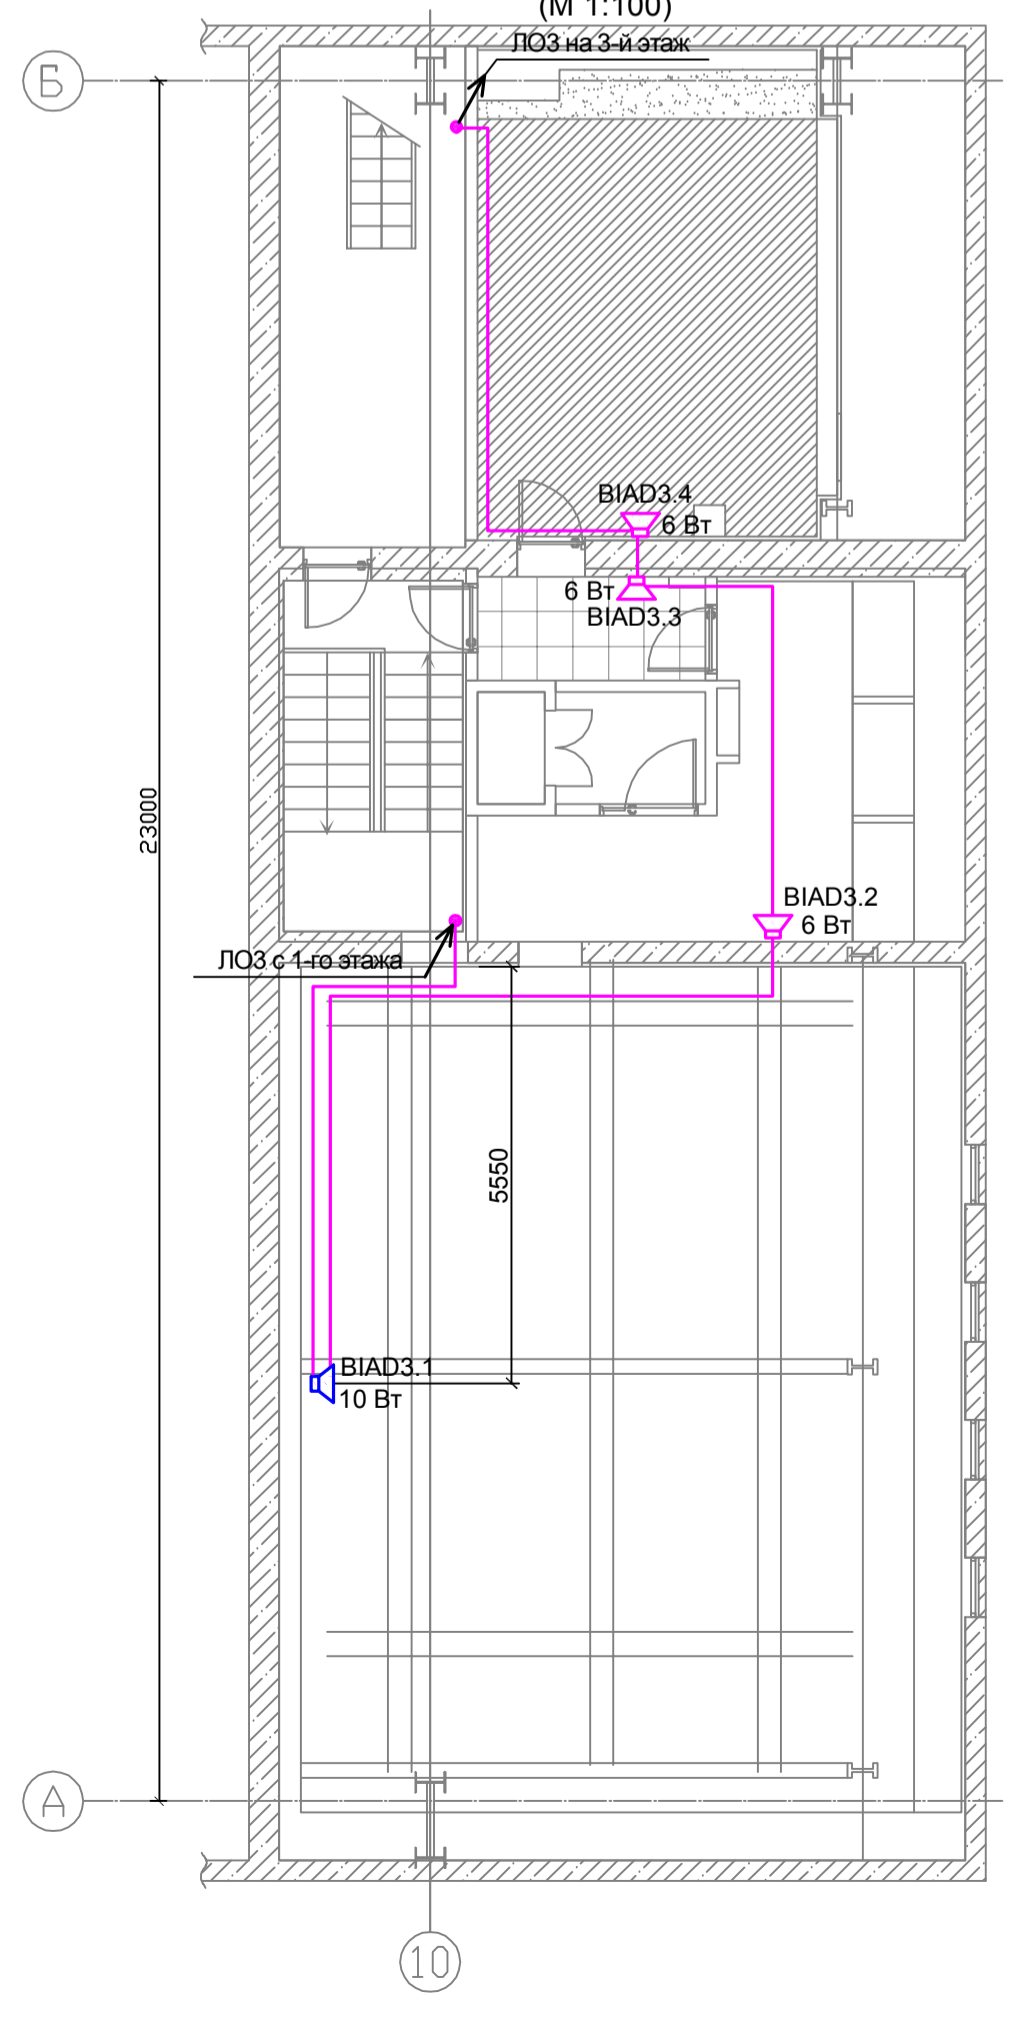 (М 1:100)
ЛОЗ на 3-й этаж
Б
BIAD3.4
6 Вт
6 Вт
BIAD3.3
23000
BIAD3.2
6 Вт
ЛОЗ с 1-го этажа
5550
BIAD3.1
10 Вт
А
10